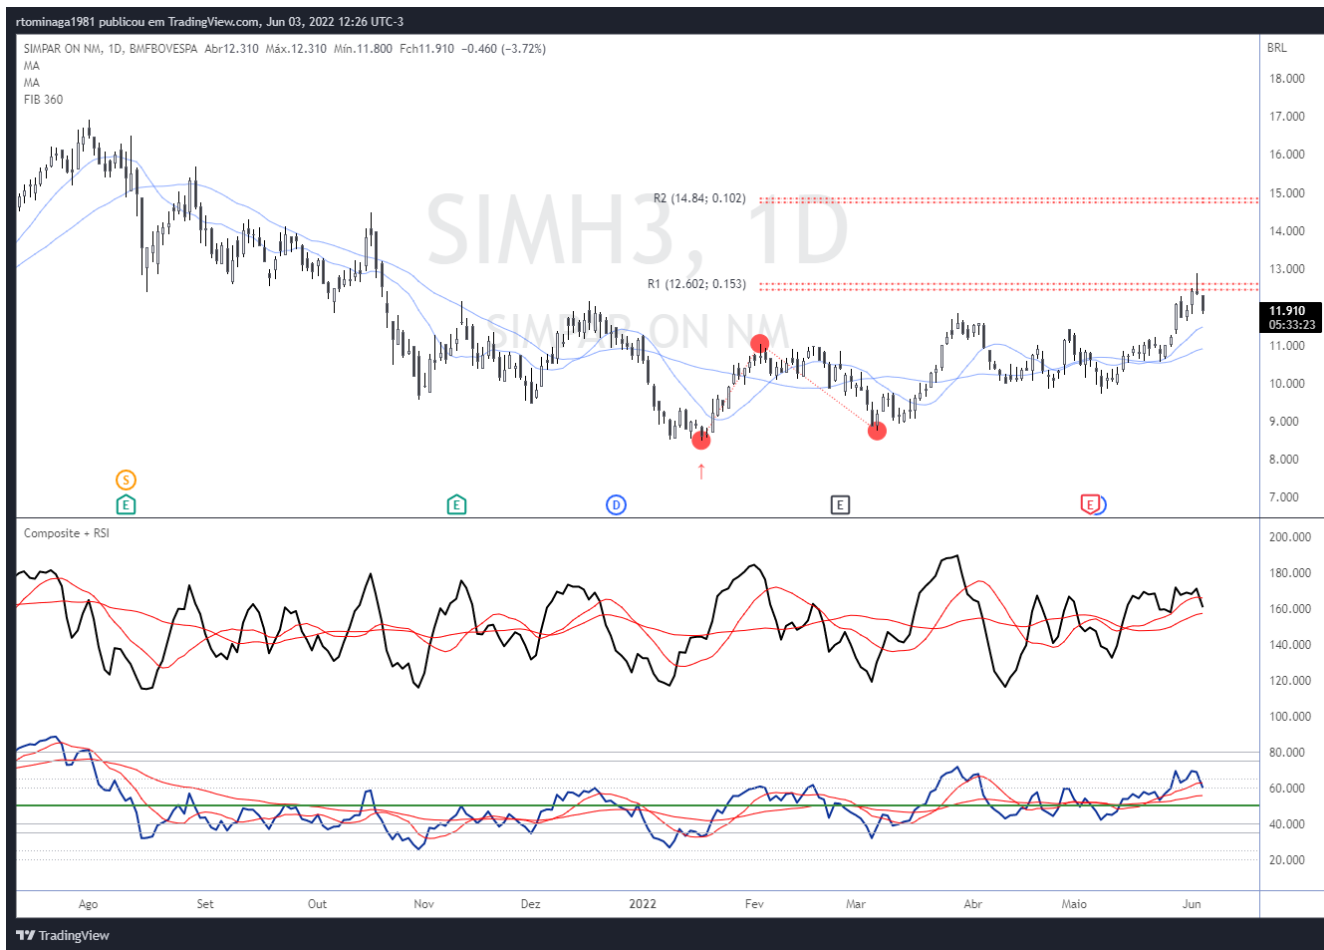 rtominaga1981 publicou em TradingView.com, Jun 03, 2022 12:26 UTC-3
SIMPAR ON NM, 1D, BMFBOVESPA Abr12.310 Máx.12.310 Mín.11.800 Fch11.910 −0.460 (−3.72%)
BRL
MA
MA
FIB 360
18.000
17.000
16.000
15.000
14.000
13.000
11.910
05:33:23
11.000
10.000
9.000
8.000
7.000
SIMH3, 1D
SIMPAR ON NM
R2 (14.84; 0.102)
R1 (12.602; 0.153)
S
E
E
D
E
E
Composite + RSI
200.000
180.000
160.000
140.000
120.000
100.000
80.000
60.000
40.000
20.000
Ago Set Out Nov Dez 2022 Fev Mar Abr Maio Jun
TradingView